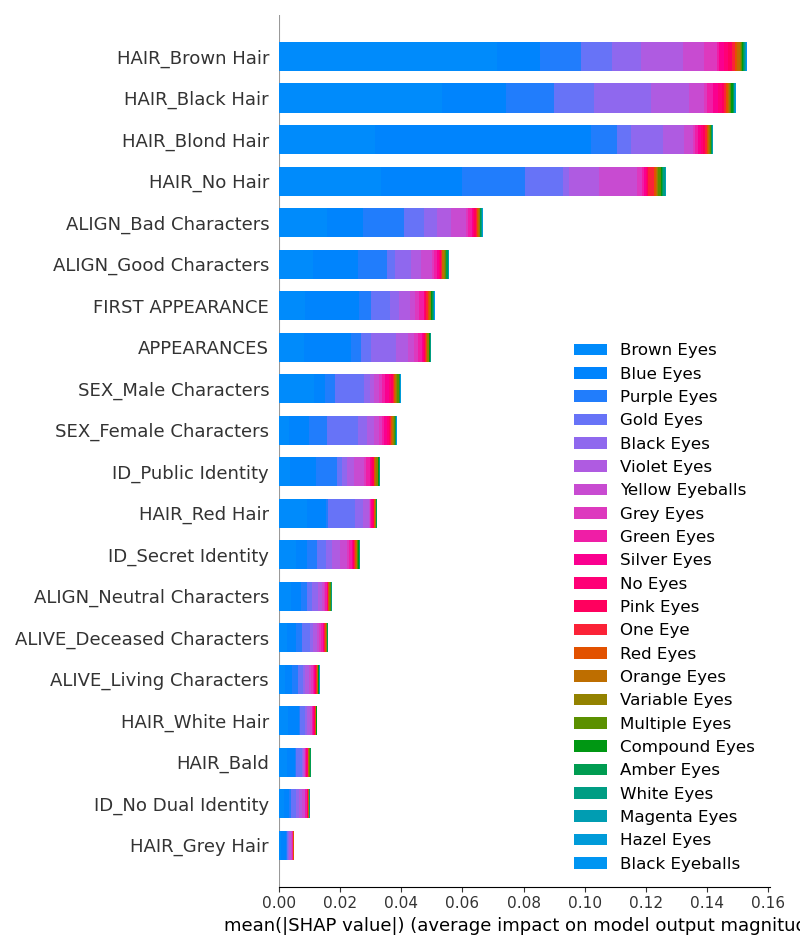 HAIR_Brown Hair
HAIR_Black Hair
HAIR_Blond Hair
HAIR_No Hair
ALIGN_Bad Characters
ALIGN_Good Characters
FIRST APPEARANCE
APPEARANCES
SEX_Male Characters
SEX_Female Characters
ID_Public Identity
HAIR_Red Hair
ID_Secret Identity
ALIGN_Neutral Characters
ALIVE_Deceased Characters
ALIVE_Living Characters
HAIR_White Hair
HAIR_Bald
ID_No Dual Identity
HAIR_Grey Hair
Brown Eyes
Blue Eyes
Purple Eyes
Gold Eyes
Black Eyes
Violet Eyes
Yellow Eyeballs
Grey Eyes
Green Eyes
Silver Eyes
No Eyes
Pink Eyes
One Eye
Red Eyes
Orange Eyes
Variable Eyes
Multiple Eyes
Compound Eyes
Amber Eyes
White Eyes
Magenta Eyes
Hazel Eyes
Black Eyeballs
0.00 0.02 0.04 0.06 0.08 0.10 0.12 0.14 0.16
mean(|SHAP value|) (average impact on model output magnitud